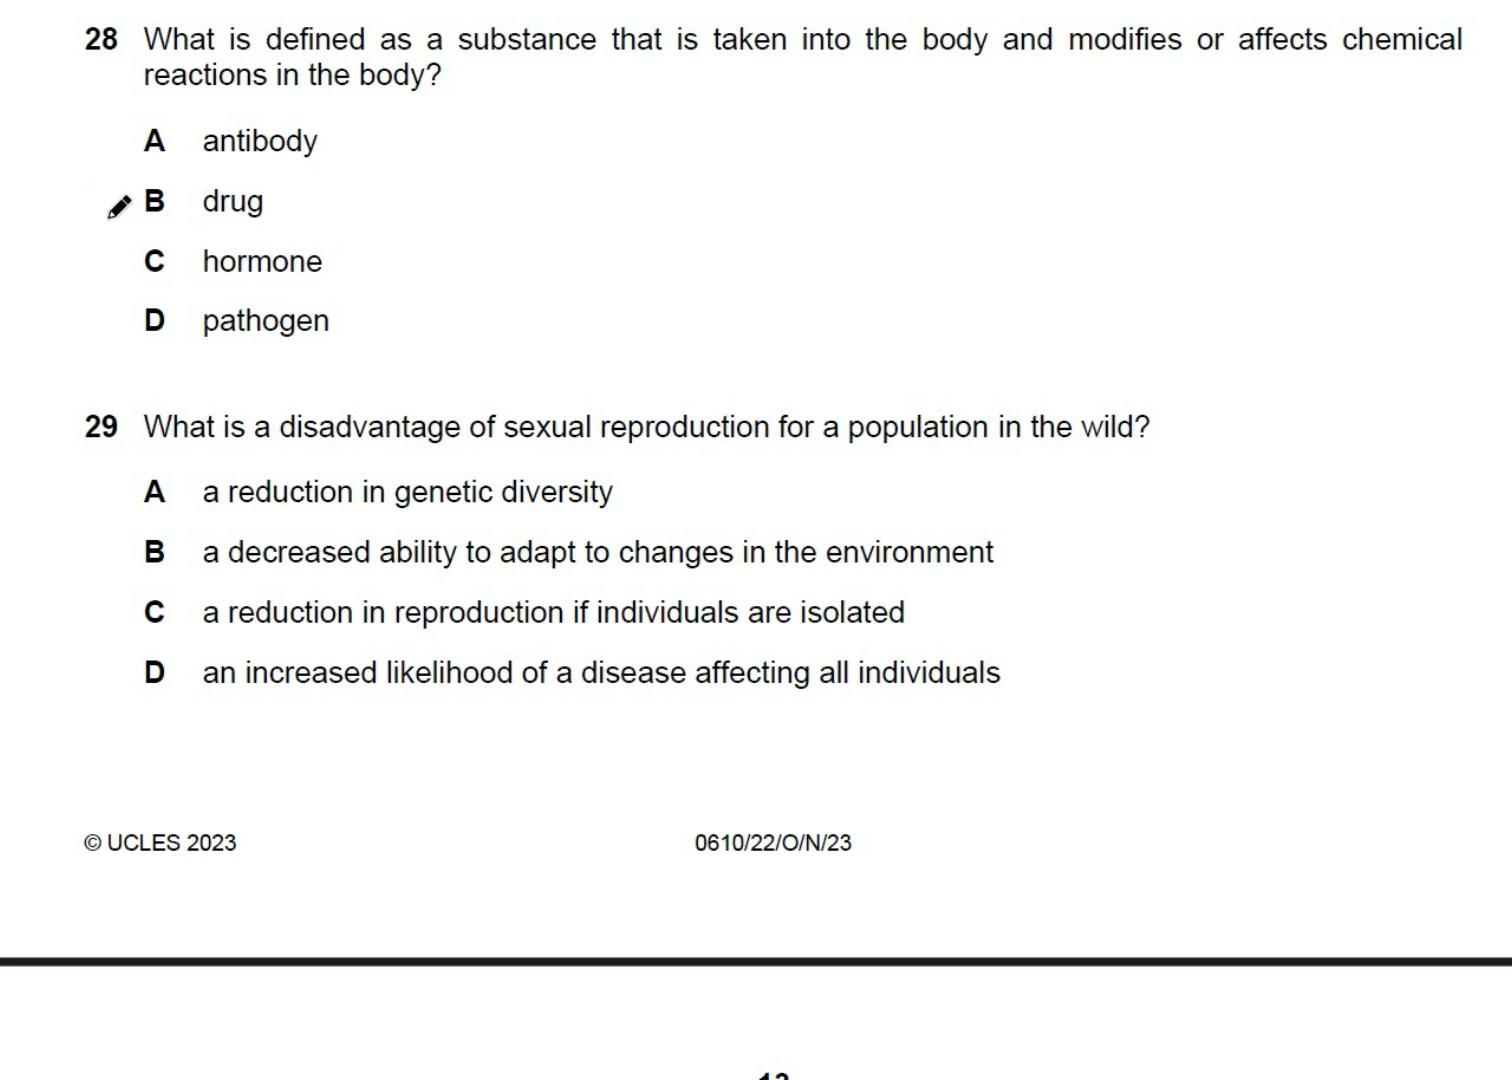 28 What is defined as a substance that is taken into the body and modifies or affects chemical
reactions in the body?
A antibody
B drug
C hormone
D pathogen
29 What is a disadvantage of sexual reproduction for a population in the wild?
A a reduction in genetic diversity
B a decreased ability to adapt to changes in the environment
C a reduction in reproduction if individuals are isolated
D an increased likelihood of a disease affecting all individuals
© UCLES 2023 0610/22/O/N/23